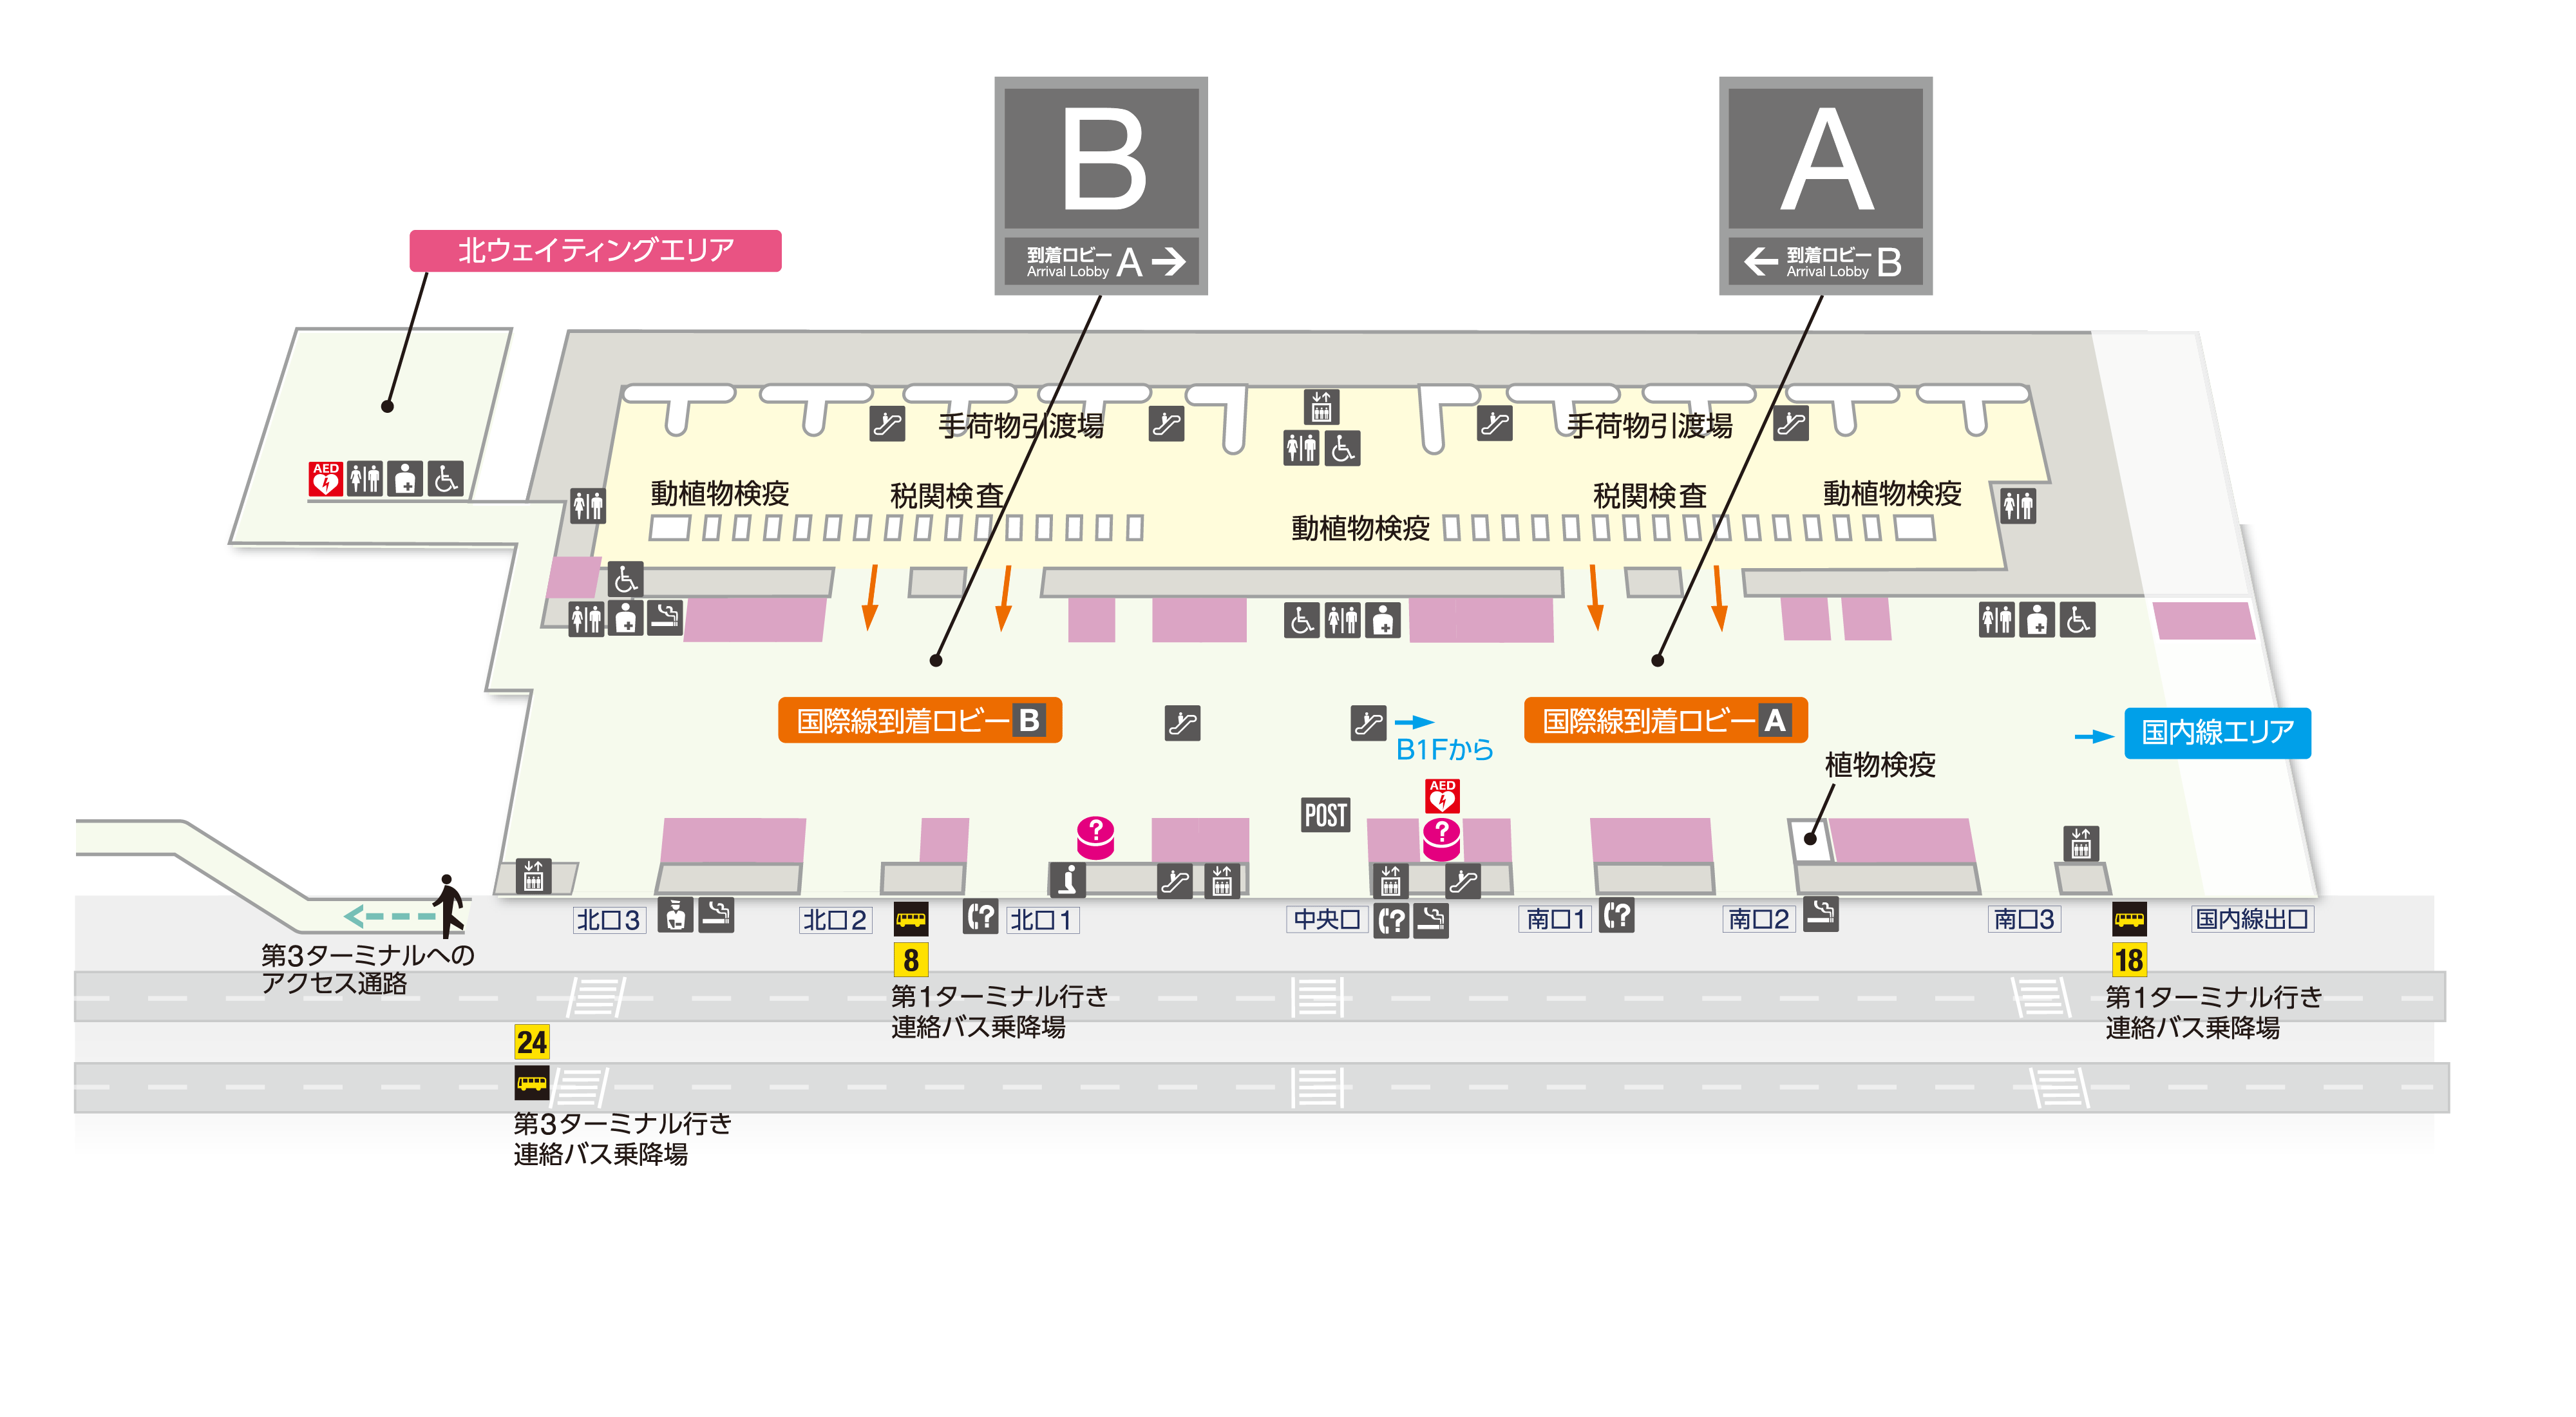 B
到着ロビー
Arrival Lobby
A
A
到着ロビー
Arrival Lobby
B
北ウェイティングエリア
手荷物引渡場
手荷物引渡場
AED
動植物検疫
税関検査
動植物検疫
税関検査
動植物検疫
国際線到着ロビー B
B1Fから
国際線到着ロビー A
国内線エリア
植物検疫
AED
POST
?
?
北口3
北口2
?
北口1
中央口
?
南口1
?
南口2
南口3
国内線出口
第3ターミナルへの
アクセス通路
8
第1ターミナル行き
連絡バス乗降場
18
第1ターミナル行き
連絡バス乗降場
24
第3ターミナル行き
連絡バス乗降場